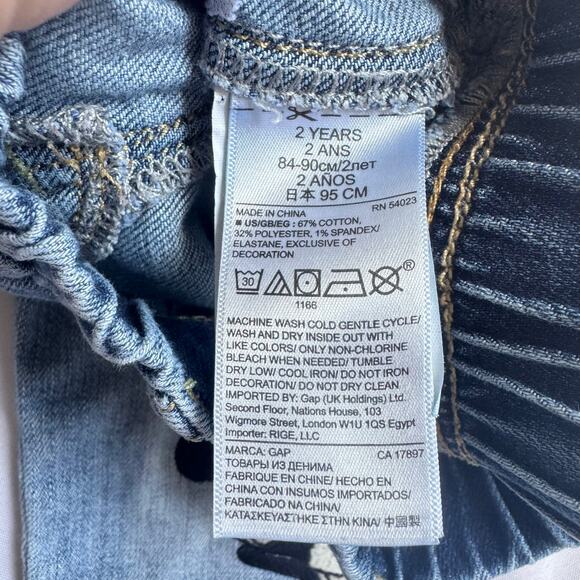 2 YEARS
2 ANS
84-90см/2лет
2 AÑOS
日本 95 CM
MADE IN CHINA RN 54023
US/GB/EG : 67% COTTON,
32% POLYESTER, 1% SPANDEX/
ELASTANE, EXCLUSIVE OF
DECORATION
30 ®
1166
MACHINE WASH COLD GENTLE CYCLE/
WASH AND DRY INSIDE OUT WITH
LIKE COLORS/ ONLY NON-CHLORINE
BLEACH WHEN NEEDED/ TUMBLE
DRY LOW/ COOL IRON/ DO NOT IRON
DECORATION/ DO NOT DRY CLEAN
IMPORTED BY: Gap (UK Holdings) Ltd.
Second Floor, Nations House, 103
Wigmore Street, London W1U 1QS Egypt
Importer: RIGE, LLC
MARCA: GAP CA 17897
ТОВАРЫ ИЗ ДЕНИМА
FABRIQUE EN CHINE/ HECHO EN
CHINA CON INSUMOS IMPORTADOS/
FABRICADO NA CHINA/
ΚΑΤΑΣΚΕΥΑΣΤΗΚΕ ΣΤΗΝ ΚΙΝΑ/ 中國製